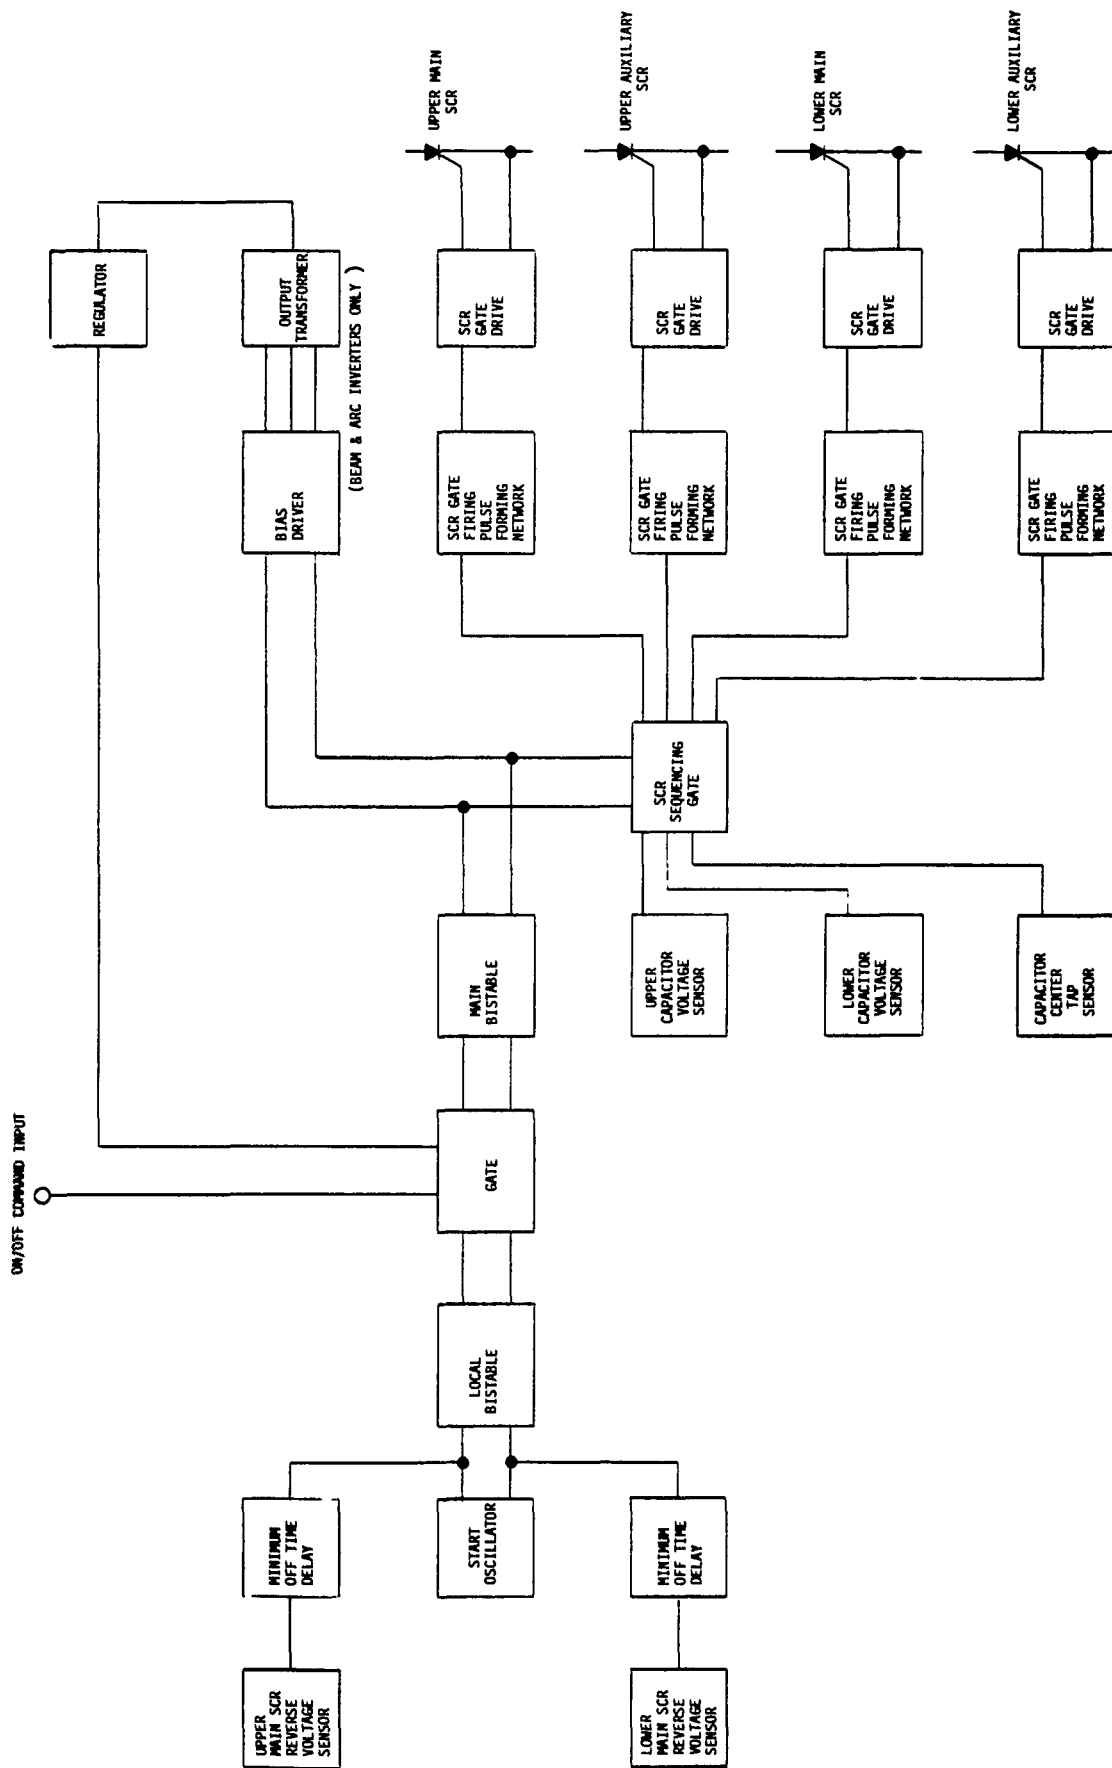 ON/OFF COMMAND INPUT
REGULATOR
OUTPUT
TRANSFORMER
BIAS
DRIVER
(BEAM & ARC INVERTERS ONLY )
UPPER
MAIN SCR
REVERSE
VOLTAGE
SENSOR
MINIMUM
OFF TIME
DELAY
START
OSCILLATOR
LOCAL
BISTABLE
GATE
MAIN
BISTABLE
LOWER
MAIN SCR
REVERSE
VOLTAGE
SENSOR
MINIMUM
OFF TIME
DELAY
UPPER
CAPACITOR
VOLTAGE
SENSOR
LOWER
CAPACITOR
VOLTAGE
SENSOR
CAPACITOR
CENTER
TAP
SENSOR
SCR
SEQUENCING
GATE
SCR GATE
FIRING
PULSE
FORMING
NETWORK
SCR
GATE
DRIVE
UPPER MAIN
SCR
SCR GATE
FIRING
PULSE
FORMING
NETWORK
SCR
GATE
DRIVE
UPPER AUXILIARY
SCR
SCR GATE
FIRING
PULSE
FORMING
NETWORK
SCR
GATE
DRIVE
LOWER MAIN
SCR
SCR GATE
FIRING
PULSE
FORMING
NETWORK
SCR
GATE
DRIVE
LOWER AUXILIARY
SCR